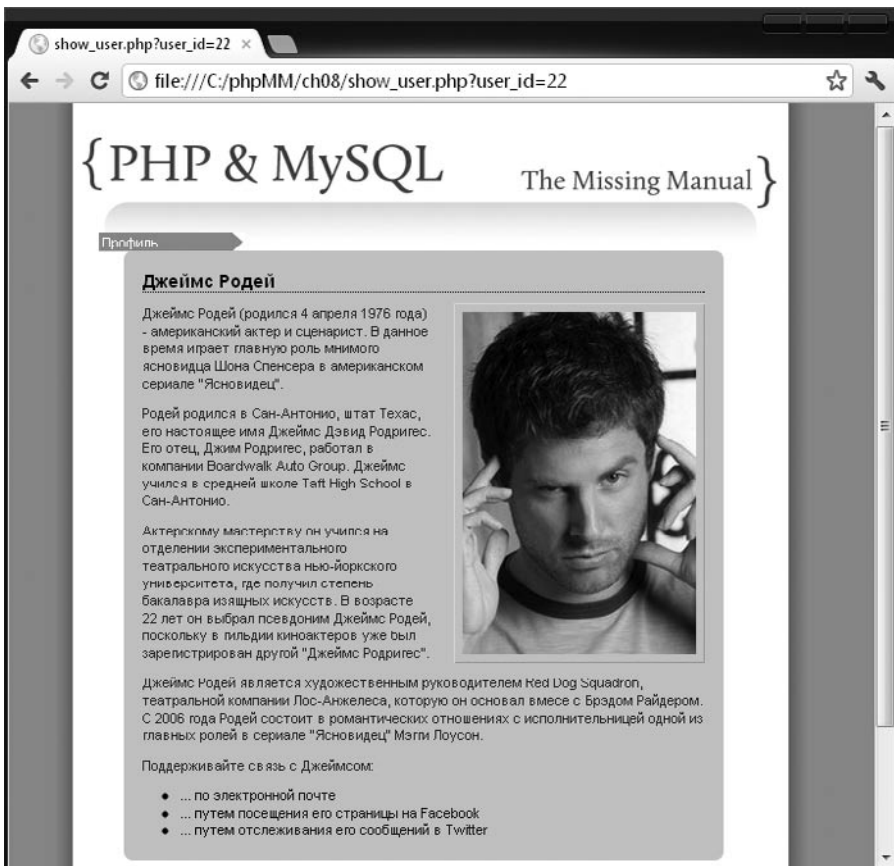 show_user.php?user_id=22
file:///C:/phpMM/ch08/show_user.php?user_id=22
{PHP & MySQL
The Missing Manual}
Профиль
Джеймс Родей
Джеймс Родей (родился 4 апреля 1976 года)
- американский актер и сценарист. В данное
время играет главную роль мнимого
ясновидца Шона Спенсера в американском
сериале "Ясновидец".
Родей родился в Сан-Антонио, штат Техас,
его настоящее имя Джеймс Дэвид Родригес.
Его отец, Джим Родригес, работал в
компании Boardwalk Auto Group. Джеймс
учился в средней школе Taft High School в
Сан-Антонио.
Актерскому мастерству он учился на
отделении экспериментального
театрального искусства нью-йоркского
университета, где получил степень
бакалавра изящных искусств. В возрасте
22 лет он выбрал псевдоним Джеймс Родей,
поскольку в гильдии киноактеров уже был
зарегистрирован другой "Джеймс Родригес".
Джеймс Родей является художественным руководителем Red Dog Squadron,
театральной компании Лос-Анжелеса, которую он основал вмесе с Брэдом Райдером.
С 2006 года Родей состоит в романтических отношениях с исполнительницей одной из
главных ролей в сериале "Ясновидец" Мэгги Лоусон.
Поддерживайте связь с Джеймсом:
• ... по электронной почте
• ... путем посещения его страницы на Facebook
• ... путем отслеживания его сообщений в Twitter